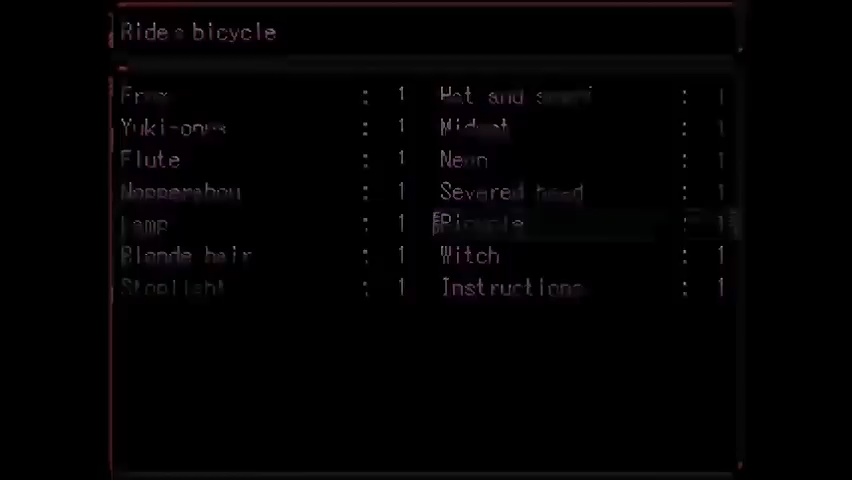 Ride a bicycle
Frog : 1 Hat and scarf : 1
Yuki-onna : 1 Midget : 1
Flute : 1 Neon : 1
Nopperabou : 1 Severed head : 1
Lamp : 1 Bicycle : 1
Blonde hair : 1 Witch : 1
Stoplight : 1 Instructions : 1